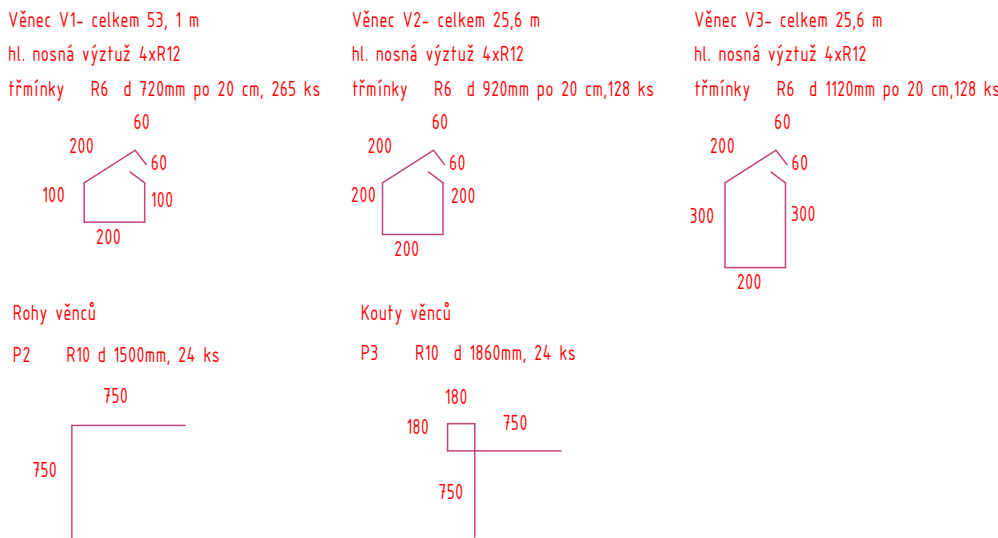 Věnec V1- celkem 53, 1 m
hl. nosná výztuž 4xR12
třmínky R6 d 720mm po 20 cm, 265 ks
60
200
60
100
100
200
Věnec V2- celkem 25,6 m
hl. nosná výztuž 4xR12
třmínky R6 d 920mm po 20 cm,128 ks
60
200
60
200
200
200
Věnec V3- celkem 25,6 m
hl. nosná výztuž 4xR12
třmínky R6 d 1120mm po 20 cm,128 ks
60
200
60
300
300
200
Rohy věnců
P2 R10 d 1500mm, 24 ks
750
750
Kouty věnců
P3 R10 d 1860mm, 24 ks
180
180
750
750